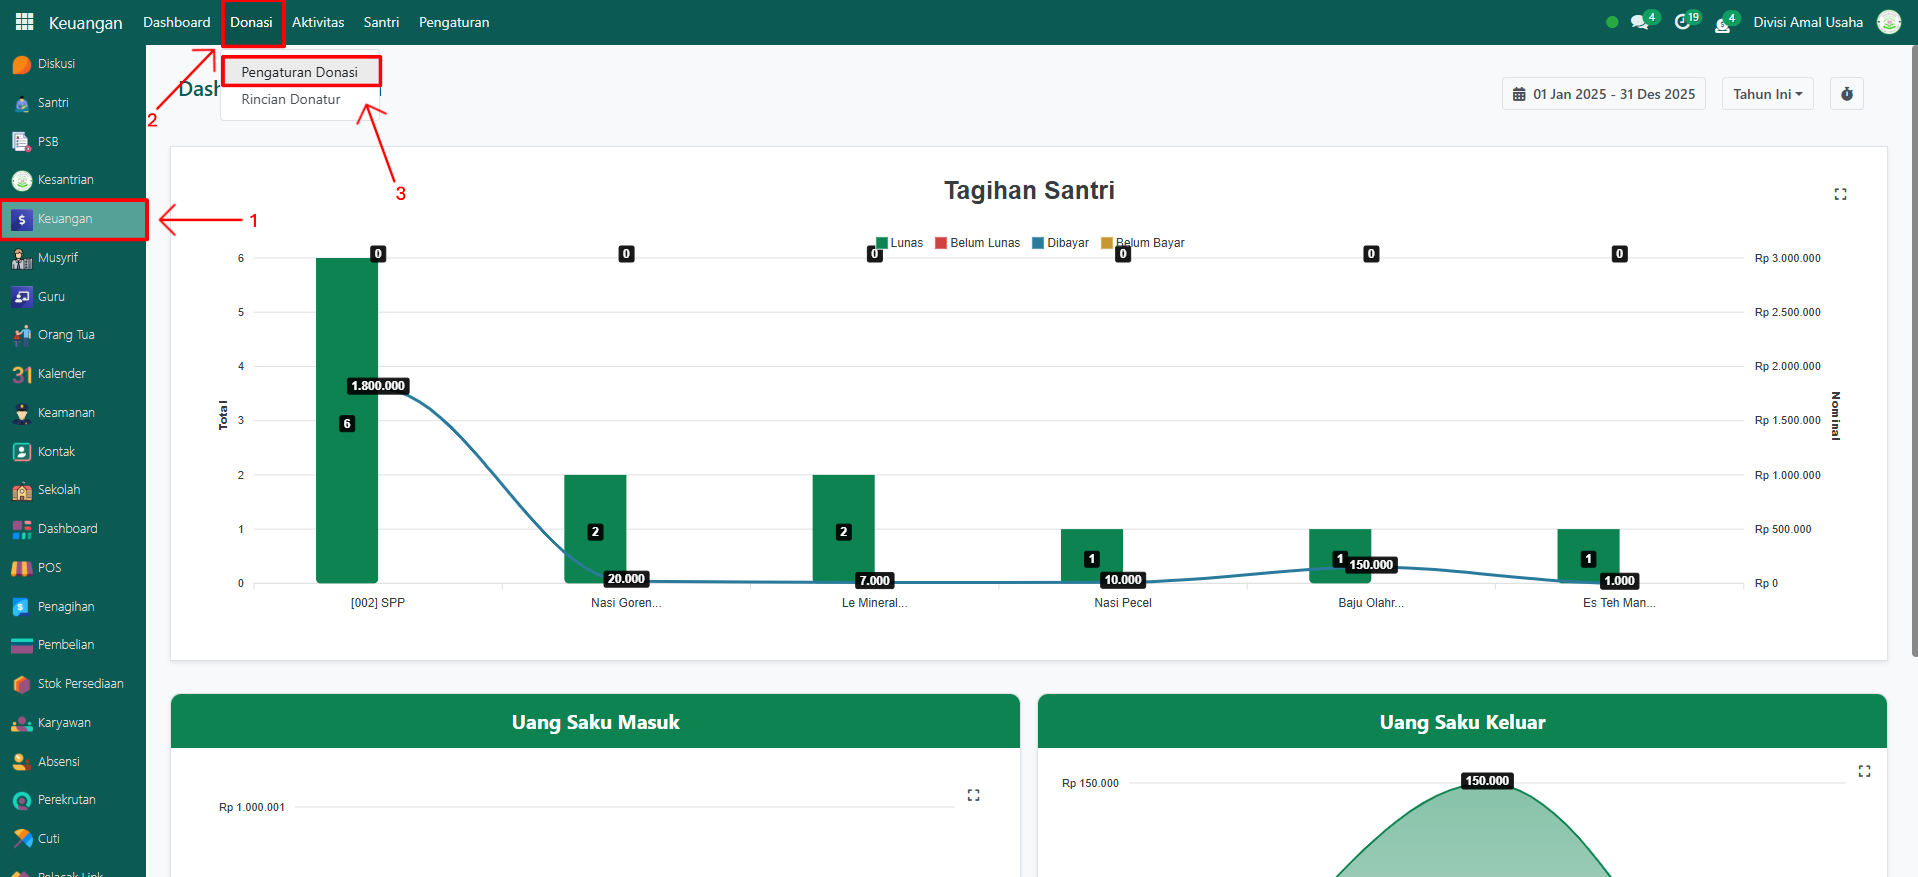 Keuangan
Dashboard
Donasi
Aktivitas
Santri
Pengaturan
4
19
4
Divisi Amal Usaha
Diskusi
Santri
PSB
Kesantrian
Keuangan
Musyrif
Guru
Orang Tua
31
Kalender
Keamanan
Kontak
Sekolah
Dashboard
POS
Penagihan
Pembelian
Stok Persediaan
Karyawan
Absensi
Perekrutan
Cuti
Pelacak Link
Pengaturan Donasi
Rincian Donatur
Dash
1
2
3
01 Jan 2025 - 31 Des 2025
Tahun Ini
Tagihan Santri
Lunas
Belum Lunas
Dibayar
Belum Bayar
0
0
0
0
0
0
6
5
4
3
2
1
0
Total
Rp 3.000.000
Rp 2.500.000
Rp 2.000.000
Rp 1.500.000
Rp 1.000.000
Rp 500.000
Rp 0
Nominal
1.800.000
6
2
20.000
2
7.000
1
10.000
1
150.000
1
1.000
[002] SPP
Nasi Goren...
Le Mineral...
Nasi Pecel
Baju Olahr...
Es Teh Man...
Uang Saku Masuk
Rp 1.000.001
Uang Saku Keluar
Rp 150.000
150.000